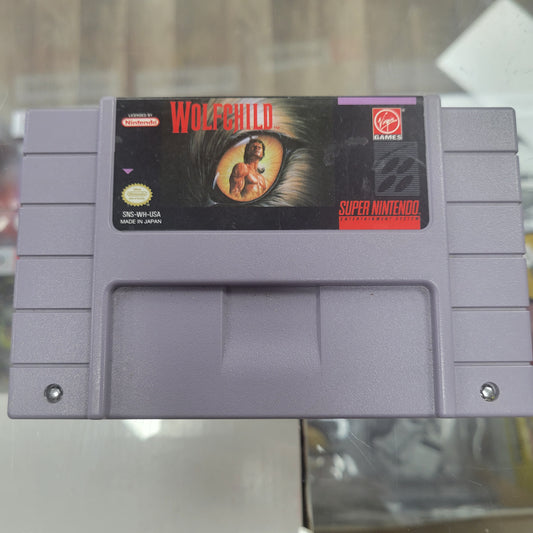 LICENSED BY
Nintendo
WOLFCHILD
Virgin
GAMES
SNS-WH-USA
MADE IN JAPAN
SUPER NINTENDO
ENTERTAINMENT SYSTEM